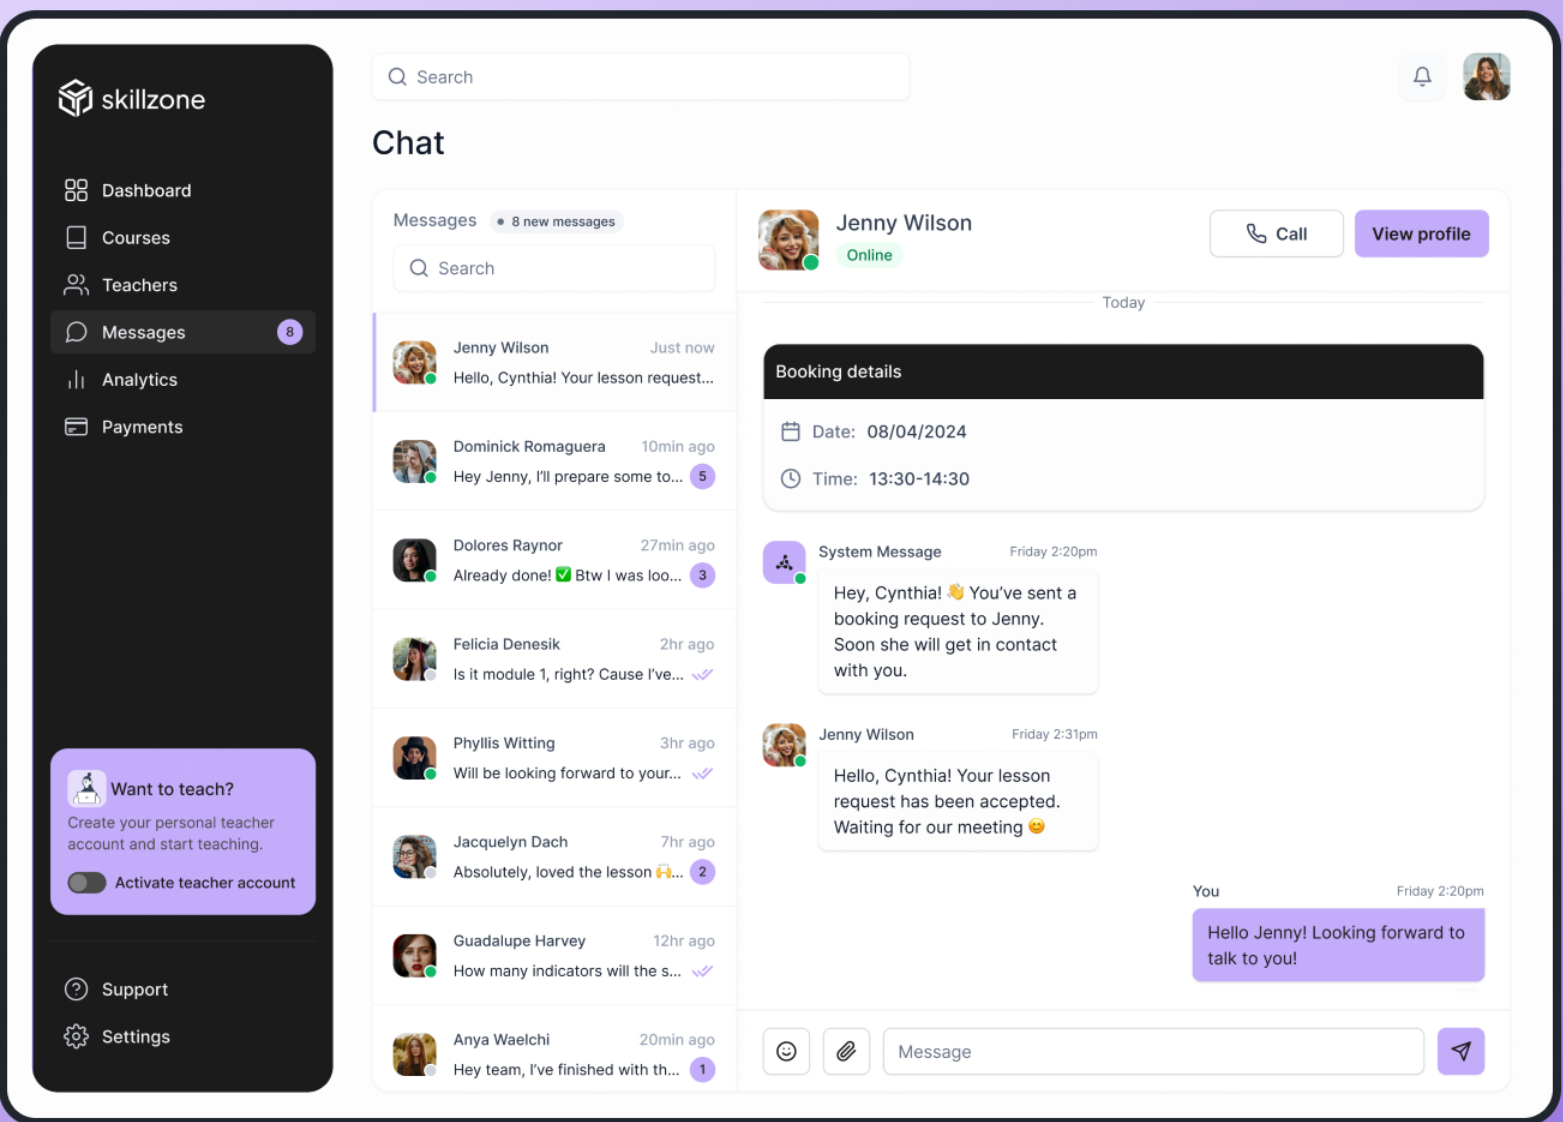 skillzone
Dashboard
Courses
Teachers
Messages 8
Analytics
Payments
Want to teach?
Create your personal teacher
account and start teaching.
Activate teacher account
Support
Settings
Search
Chat
Messages 8 new messages
Search
Jenny Wilson Just now
Hello, Cynthia! Your lesson request...
Dominick Romaguera 10min ago
Hey Jenny, I’ll prepare some to... 5
Dolores Raynor 27min ago
Already done! ✅ Btw I was loo... 3
Felicia Denesik 2hr ago
Is it module 1, right? Cause I’ve...
Phyllis Witting 3hr ago
Will be looking forward to your...
Jacquelyn Dach 7hr ago
Absolutely, loved the lesson 🙌... 2
Guadalupe Harvey 12hr ago
How many indicators will the s...
Anya Waelchi 20min ago
Hey team, I’ve finished with th... 1
Jenny Wilson
Online
Call
View profile
Today
Booking details
Date: 08/04/2024
Time: 13:30-14:30
System Message Friday 2:20pm
Hey, Cynthia! 👋 You’ve sent a
booking request to Jenny.
Soon she will get in contact
with you.
Jenny Wilson Friday 2:31pm
Hello, Cynthia! Your lesson
request has been accepted.
Waiting for our meeting 😊
You Friday 2:20pm
Hello Jenny! Looking forward to
talk to you!
Message